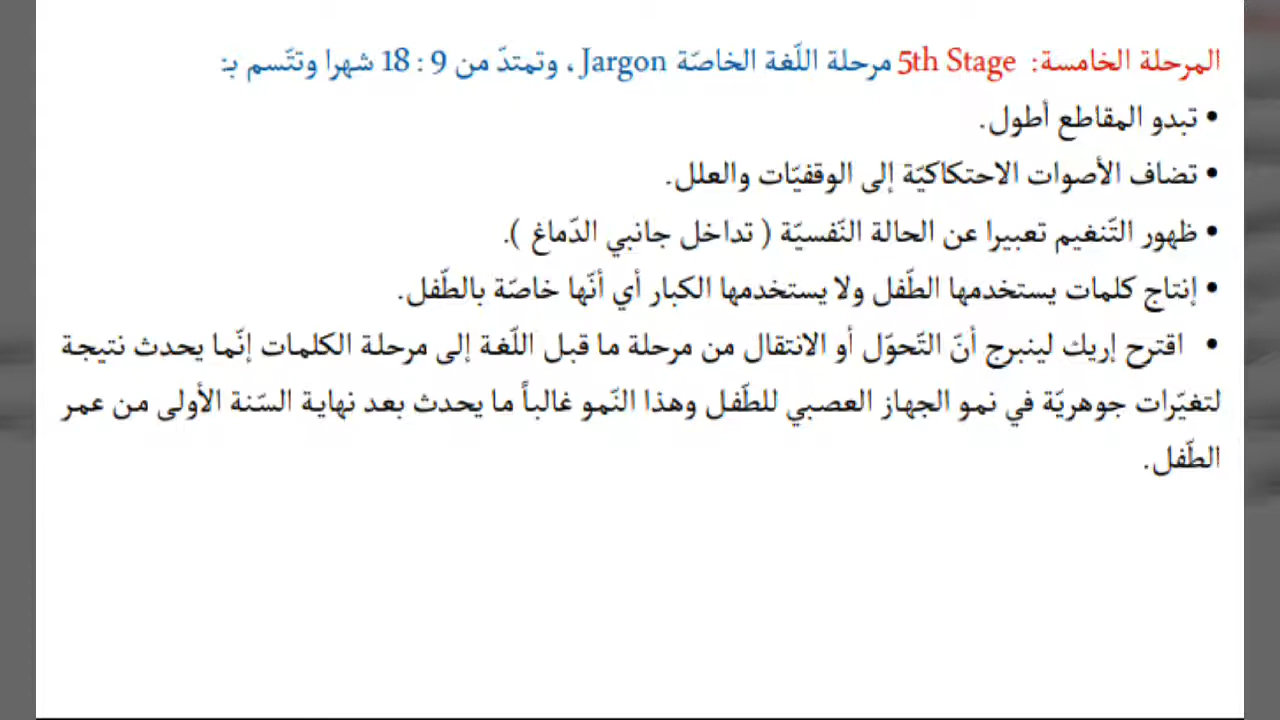 المرحلة الخامسة: 5th Stage مرحلة اللّغة الخاصّة Jargon ، وتمتدّ من 9 : 18 شهرا وتتّسم بـ:
• تبدو المقاطع أطول.
• تضاف الأصوات الاحتكاكيّة إلى الوقفيّات والعلل.
• ظهور التّنغيم تعبيرا عن الحالة النّفسيّة ( تداخل جانبي الدّماغ ).
• إنتاج كلمات يستخدمها الطّفل ولا يستخدمها الكبار أي أنّها خاصّة بالطّفل.
• اقترح إريك لينبرج أنّ التّحوّل أو الانتقال من مرحلة ما قبل اللّغة إلى مرحلة الكلمات إنّما يحدث نتيجة
لتغيّرات جوهريّة في نمو الجهاز العصبي للطّفل وهذا النّمو غالباً ما يحدث بعد نهاية السّنة الأولى من عمر
الطّفل.